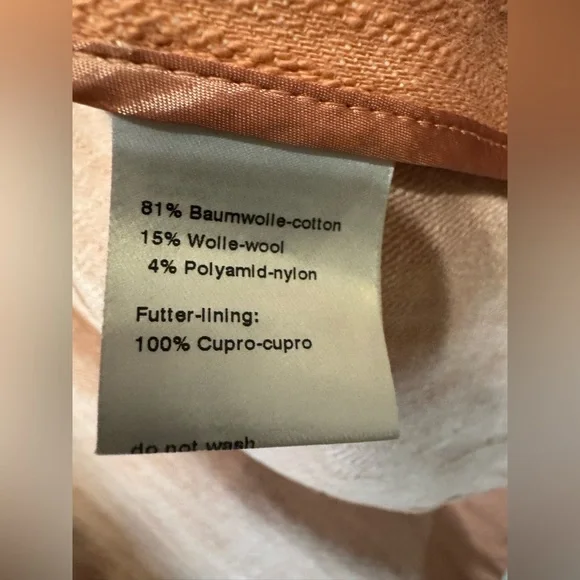 81% Baumwolle-cotton
15% Wolle-wool
4% Polyamid-nylon
Futter-lining:
100% Cupro-cupro
do not wash